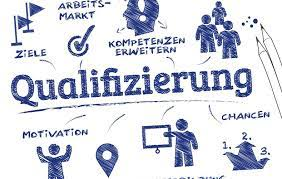 ARBEITS-
MARKT
ZIELE
KOMPETENZEN
ERWEITERN
Qualifizierung
MOTIVATION
CHANCEN
1. 2. 3.